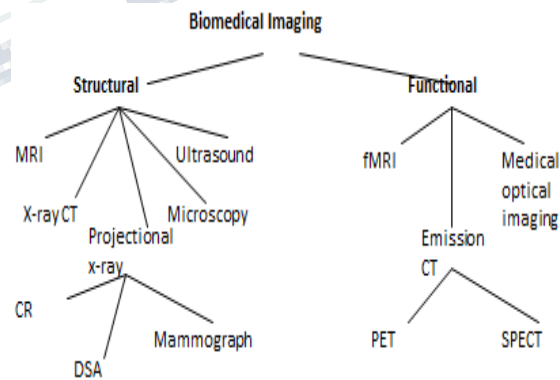 Biomedical Imaging
Structural
Functional
MRI
Ultrasound
fMRI
Medical
optical
imaging
X-ray CT
Microscopy
Projectional
x-ray
Emission
CT
CR
Mammograph
DSA
PET
SPECT